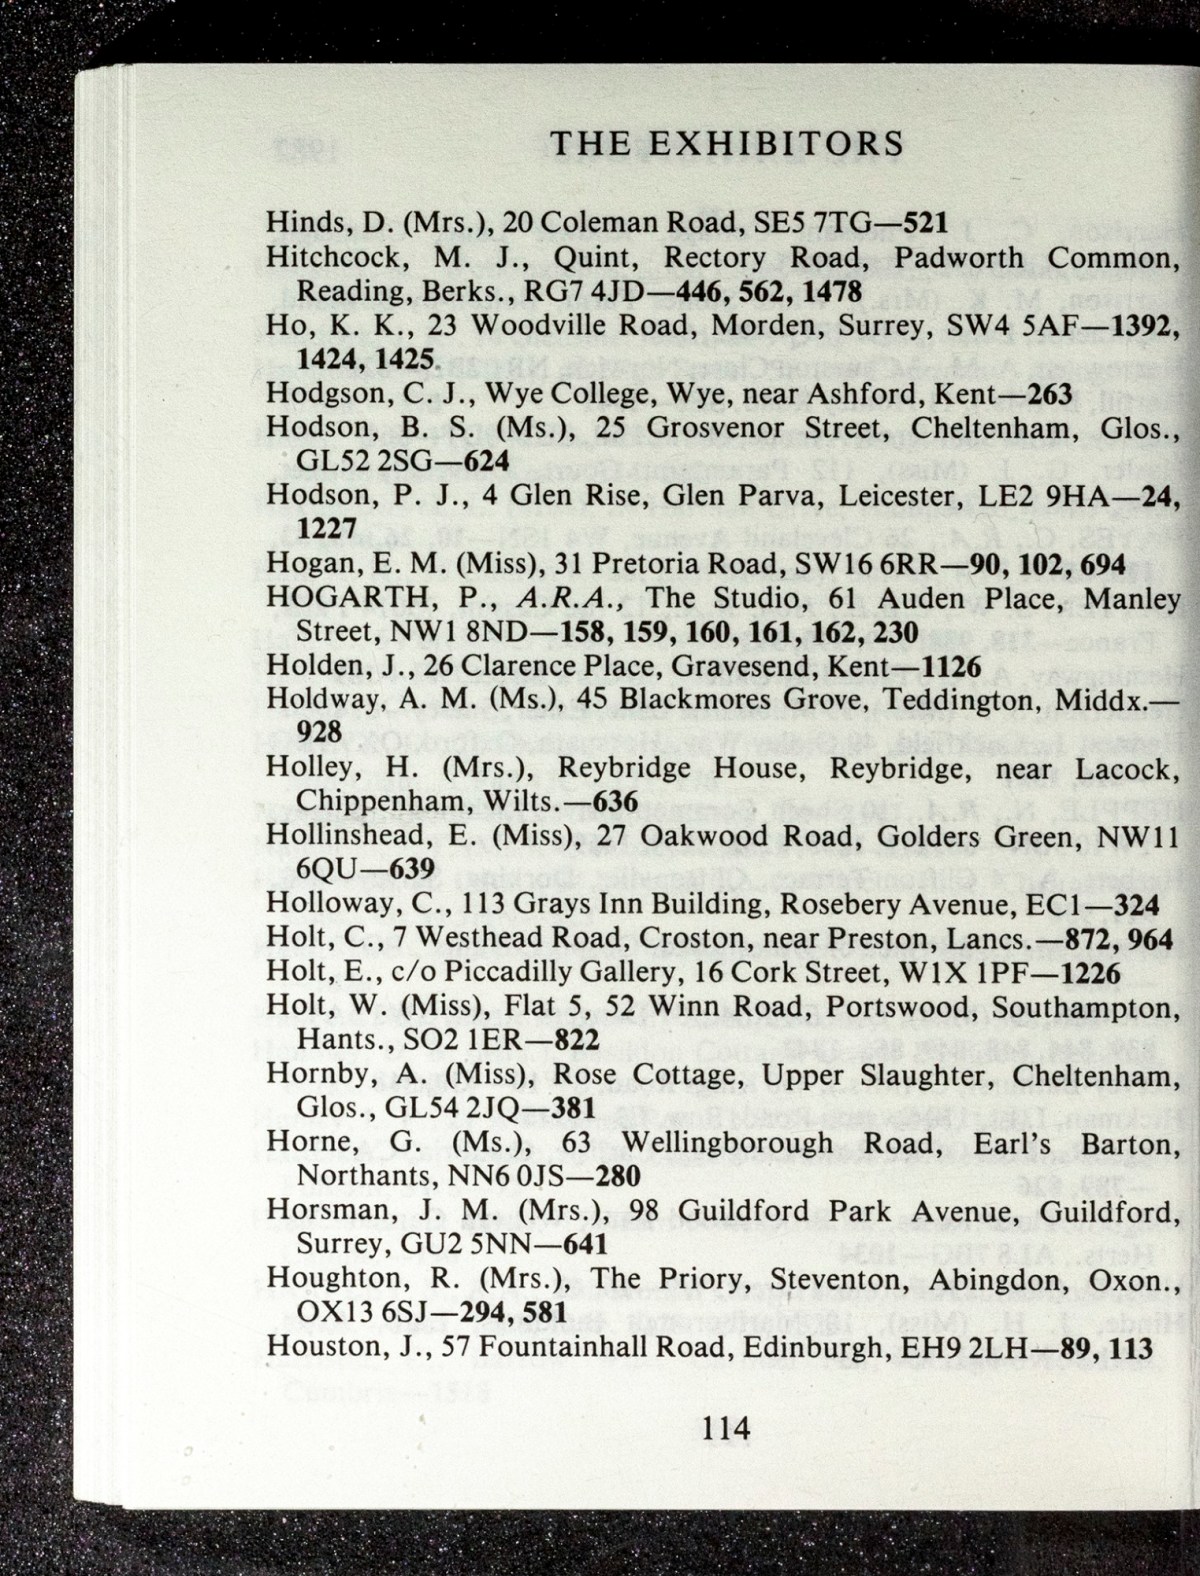 THE EXHIBITORS
Hinds, D. (Mrs.), 20 Coleman Road, SE5 7TG—521
Hitchcock, M. J., Quint, Rectory Road, Padworth Common,
Reading, Berks., RG7 4JD—446, 562, 1478
Ho, K. K., 23 Woodville Road, Morden, Surrey, SW4 5AF—1392,
1424, 1425.
Hodgson, C. J., Wye College, Wye, near Ashford, Kent—263
Hodson, B. S. (Ms.), 25 Grosvenor Street, Cheltenham, Glos.,
GL52 2SG—624
Hodson, P. J., 4 Glen Rise, Glen Parva, Leicester, LE2 9HA—24,
1227
Hogan, E. M. (Miss), 31 Pretoria Road, SW16 6RR—90, 102, 694
HOGARTH, P., A.R.A., The Studio, 61 Auden Place, Manley
Street, NW1 8ND—158, 159, 160, 161, 162, 230
Holden, J., 26 Clarence Place, Gravesend, Kent—1126
Holdway, A. M. (Ms.), 45 Blackmores Grove, Teddington, Middx.—
928
Holley, H. (Mrs.), Reybridge House, Reybridge, near Lacock,
Chippenham, Wilts.—636
Hollinshead, E. (Miss), 27 Oakwood Road, Golders Green, NW11
6QU—639
Holloway, C., 113 Grays Inn Building, Rosebery Avenue, EC1—324
Holt, C., 7 Westhead Road, Croston, near Preston, Lancs.—872, 964
Holt, E., c/o Piccadilly Gallery, 16 Cork Street, W1X 1PF—1226
Holt, W. (Miss), Flat 5, 52 Winn Road, Portswood, Southampton,
Hants., SO2 1ER—822
Hornby, A. (Miss), Rose Cottage, Upper Slaughter, Cheltenham,
Glos., GL54 2JQ—381
Horne, G. (Ms.), 63 Wellingborough Road, Earl's Barton,
Northants, NN6 0JS—280
Horsman, J. M. (Mrs.), 98 Guildford Park Avenue, Guildford,
Surrey, GU2 5NN—641
Houghton, R. (Mrs.), The Priory, Steventon, Abingdon, Oxon.,
OX13 6SJ—294, 581
Houston, J., 57 Fountainhall Road, Edinburgh, EH9 2LH—89, 113
114